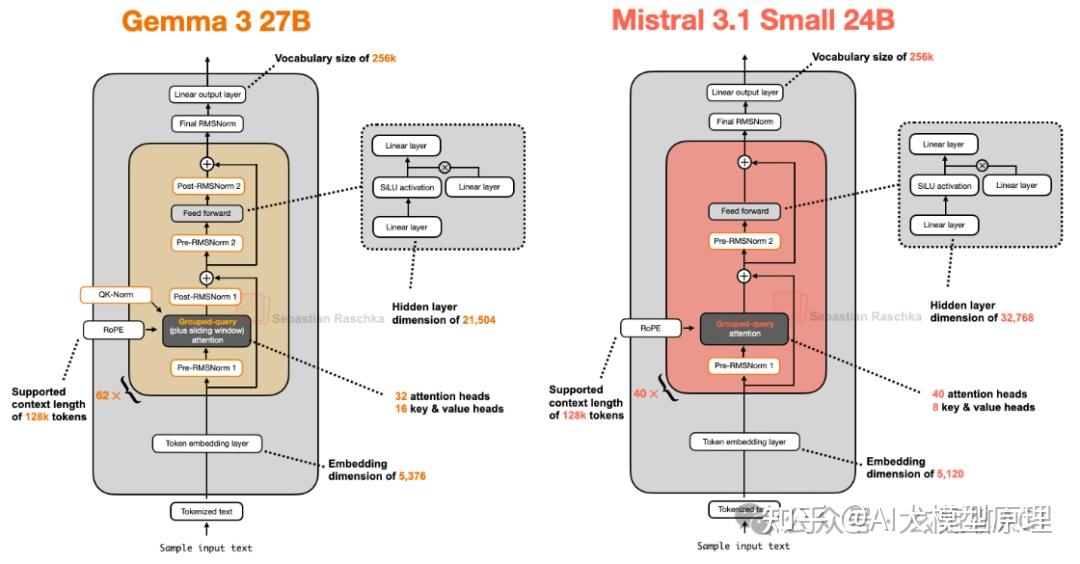 Gemma 3 27B
Vocabulary size of 256k
Linear output layer
Final RMSNorm
Post-RMSNorm 2
Feed forward
Pre-RMSNorm 2
Post-RMSNorm 1
QK-Norm
RoPE
Grouped-query
(plus sliding window)
attention
Pre-RMSNorm 1
Linear layer
SiLU activation
Linear layer
Linear layer
Hidden layer
dimension of 21,504
Sebastian Raschka
Supported
context length
of 128k tokens
62 ×
32 attention heads
16 key & value heads
Token embedding layer
Embedding
dimension of 5,376
Tokenized text
Sample input text
Mistral 3.1 Small 24B
Vocabulary size of 256k
Linear output layer
Final RMSNorm
Feed forward
Pre-RMSNorm 2
RoPE
Grouped-query
attention
Pre-RMSNorm 1
Linear layer
SiLU activation
Linear layer
Linear layer
Hidden layer
dimension of 32,768
Sebastian Raschka
Supported
context length
of 128k tokens
40 ×
40 attention heads
8 key & value heads
Token embedding layer
Embedding
dimension of 5,120
Tokenized text
Sample input text
知乎 @AI大模型原理